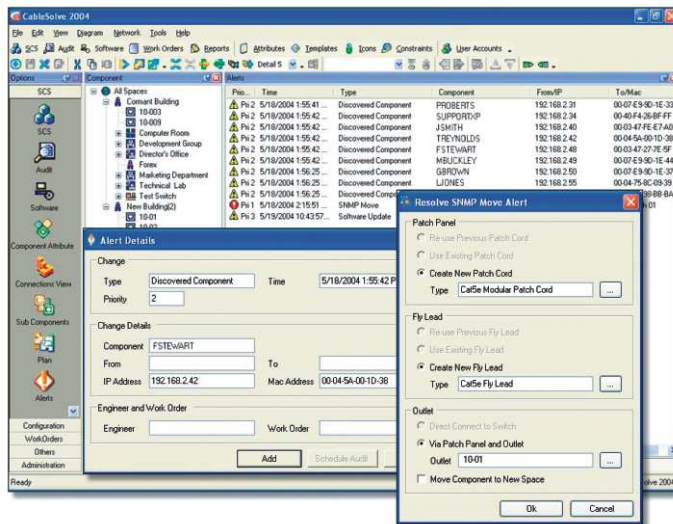 CableSolve 2004
File Edit View Diagram Network Tools Help
SCS Audit Software Work Orders Reports Attributes Templates Icons Constraints User Accounts
Detail 5
Options
SCS
SCS
Audit
Software
Component Attribute
Connections View
Sub Components
Plan
Alerts
Configuration
WorkOrders
Others
Administration
Ready
Component
All Spaces
Comant Building
10-003
10-009
Computer Room
Development Group
Director's Office
Forex
Marketing Department
Technical Lab
Test Switch
New Building(2)
10-01
Alerts
Prio... Time Type Component From/IP To/Mac
Pri 2 5/18/2004 1:55:41 ... Discovered Component PROBERTS 192.168.2.31 00-07-E9-9D-1E-33
Pri 2 5/18/2004 1:55:42 ... Discovered Component SUPPORTXP 192.168.2.34 00-40-F4-26-BF-FF
Pri 2 5/18/2004 1:55:42 ... Discovered Component JSMITH 192.168.2.40 00-03-47-FE-E7-A0
Pri 2 5/18/2004 1:55:42 ... Discovered Component TREYNOLDS 192.168.2.42 00-04-5A-00-1D-38
Pri 2 5/18/2004 1:55:42 ... Discovered Component FSTEWART 192.168.2.48 00-03-47-27-7E-5F
Pri 2 5/18/2004 1:55:42 ... Discovered Component MBUCKLEY 192.168.2.49 00-07-E9-9D-1E-44
Pri 2 5/18/2004 1:56:25 ... Discovered Component GBROWN 192.168.2.50 00-07-E9-9D-1E-37
Pri 2 5/18/2004 1:56:25 ... Discovered Component LJONES 192.168.2.55 00-04-75-8C-09-39
Pri 2 5/18/2004 1:56:25 ... Discovered Compone
Pri 1 5/18/2004 2:15:51 ... SNMP Move
Pri 3 5/19/2004 10:43:57... Software Update
Alert Details
Change
Type Discovered Component Time 5/18/2004 1:55:42 P
Priority 2
Change Details
Component FSTEWART
From To
IP Address 192.168.2.42 Mac Address 00-04-5A-00-1D-38
Engineer and Work Order
Engineer Work Order
Add Schedule Audit
Resolve SNMP Move Alert
Patch Panel
Re-use Previous Patch Cord
Use Existing Patch Cord
Create New Patch Cord
Type Cat5e Modular Patch Cord ...
Fly Lead
Re-use Previous Fly Lead
Use Existing Fly Lead
Create New Fly Lead
Type Cat5e Fly Lead ...
Outlet
Direct Connect to Switch
Via Patch Panel and Outlet
Outlet 10-01 ...
Move Component to New Space
Ok Cancel
olve 2004